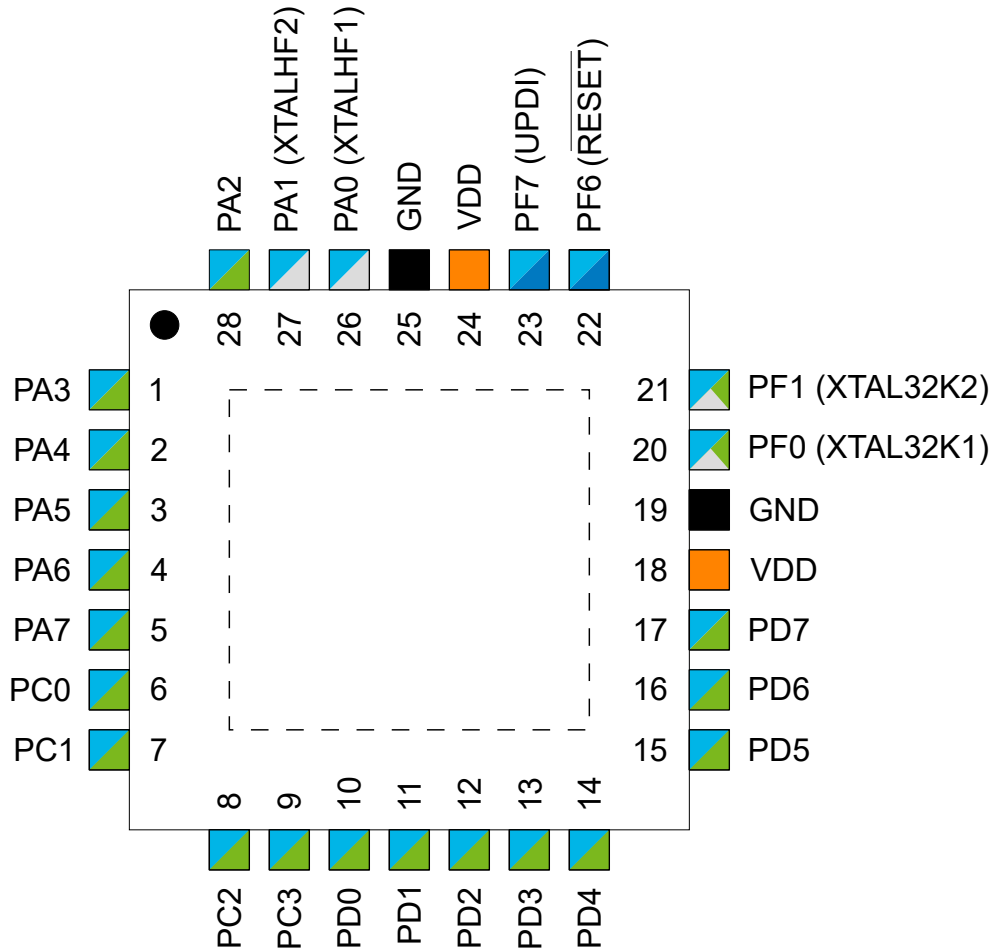 PA2
PA1 (XTALHF2)
PA0 (XTALHF1)
GND
VDD
PF7 (UPDI)
PF6 (RESET)
28
27
26
25
24
23
22
PA3 1
PA4 2
PA5 3
PA6 4
PA7 5
PC0 6
PC1 7
21 PF1 (XTAL32K2)
20 PF0 (XTAL32K1)
19 GND
18 VDD
17 PD7
16 PD6
15 PD5
8
9
10
11
12
13
14
PC2
PC3
PD0
PD1
PD2
PD3
PD4